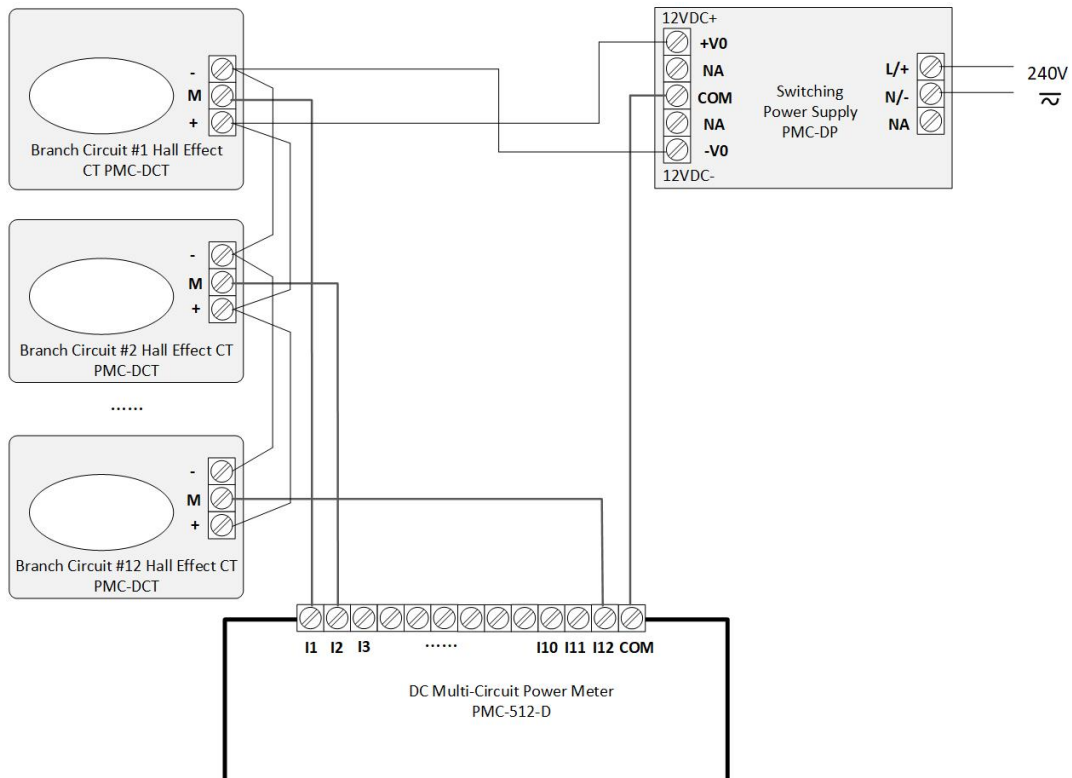 -
M
+
Branch Circuit #1 Hall Effect
CT PMC-DCT
-
M
+
Branch Circuit #2 Hall Effect CT
PMC-DCT
......
-
M
+
Branch Circuit #12 Hall Effect CT
PMC-DCT
12VDC+
+V0
NA
COM
NA
-V0
12VDC-
Switching
Power Supply
PMC-DP
L/+
N/-
NA
240V
I1 I2 I3 ...... I10 I11 I12 COM
DC Multi-Circuit Power Meter
PMC-512-D